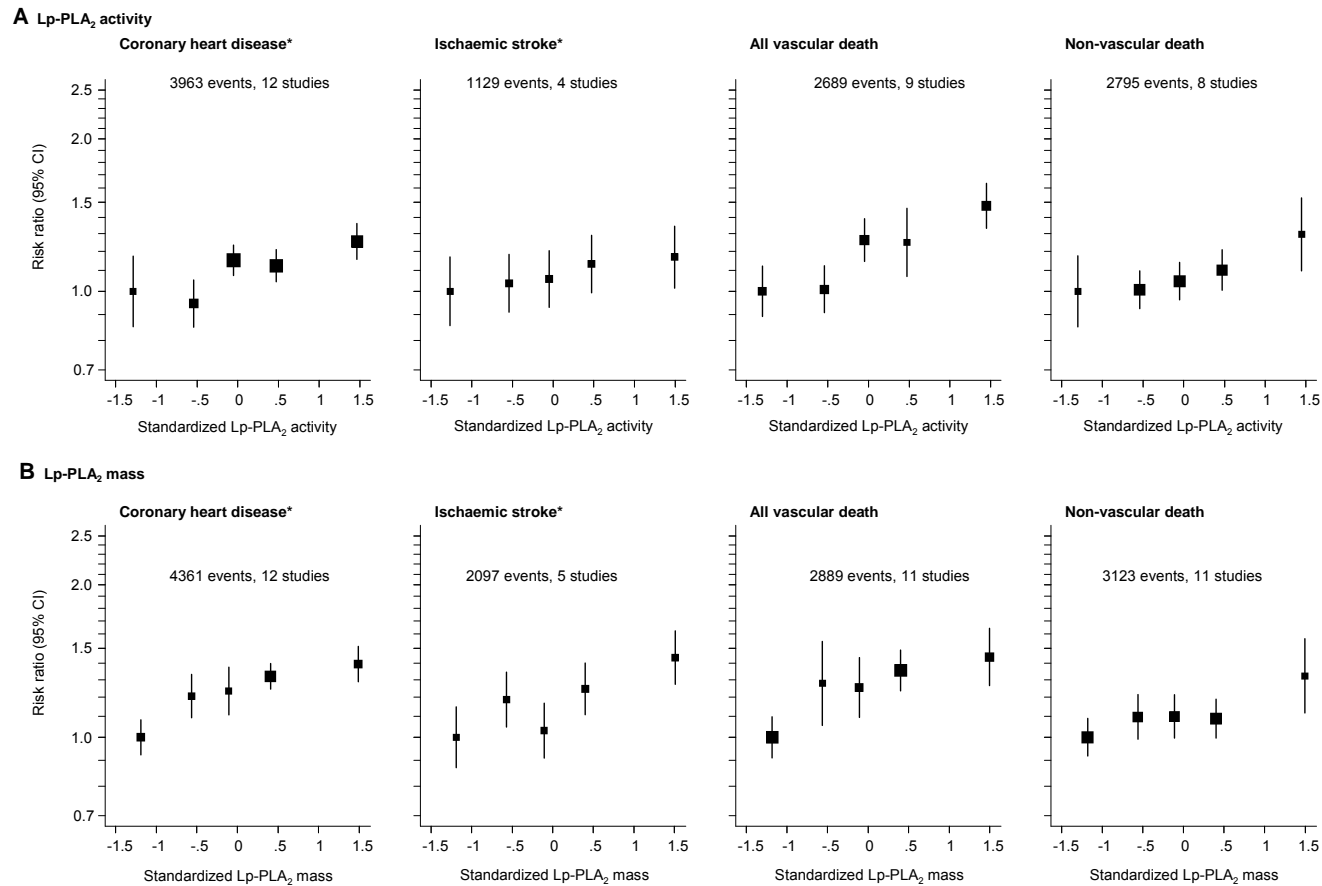 A Lp-PLA₂ activity
Coronary heart disease*
Ischaemic stroke*
All vascular death
Non-vascular death
3963 events, 12 studies
1129 events, 4 studies
2689 events, 9 studies
2795 events, 8 studies
Risk ratio (95% CI)
2.5
2.0
1.5
1.0
0.7
-1.5 -1 -.5 0 .5 1 1.5
-1.5 -1 -.5 0 .5 1 1.5
-1.5 -1 -.5 0 .5 1 1.5
-1.5 -1 -.5 0 .5 1 1.5
Standardized Lp-PLA₂ activity
Standardized Lp-PLA₂ activity
Standardized Lp-PLA₂ activity
Standardized Lp-PLA₂ activity
B Lp-PLA₂ mass
Coronary heart disease*
Ischaemic stroke*
All vascular death
Non-vascular death
4361 events, 12 studies
2097 events, 5 studies
2889 events, 11 studies
3123 events, 11 studies
Risk ratio (95% CI)
2.5
2.0
1.5
1.0
0.7
-1.5 -1 -.5 0 .5 1 1.5
-1.5 -1 -.5 0 .5 1 1.5
-1.5 -1 -.5 0 .5 1 1.5
-1.5 -1 -.5 0 .5 1 1.5
Standardized Lp-PLA₂ mass
Standardized Lp-PLA₂ mass
Standardized Lp-PLA₂ mass
Standardized Lp-PLA₂ mass